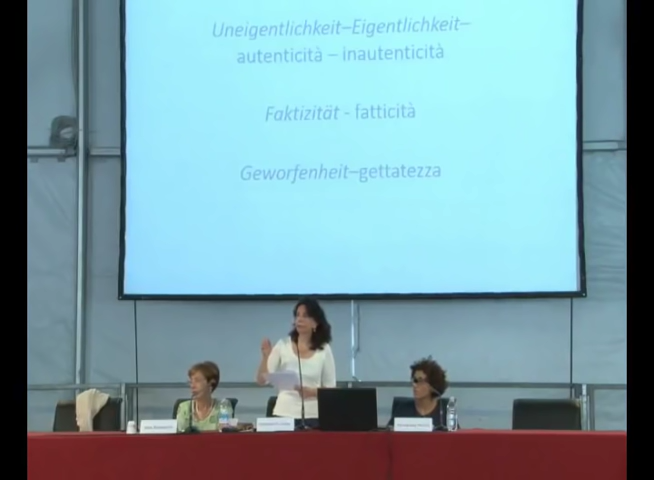 Uneigentlichkeit–Eigentlichkeit–
autenticità – inautenticità
Faktizität - fatticità
Geworfenheit–gettatezza